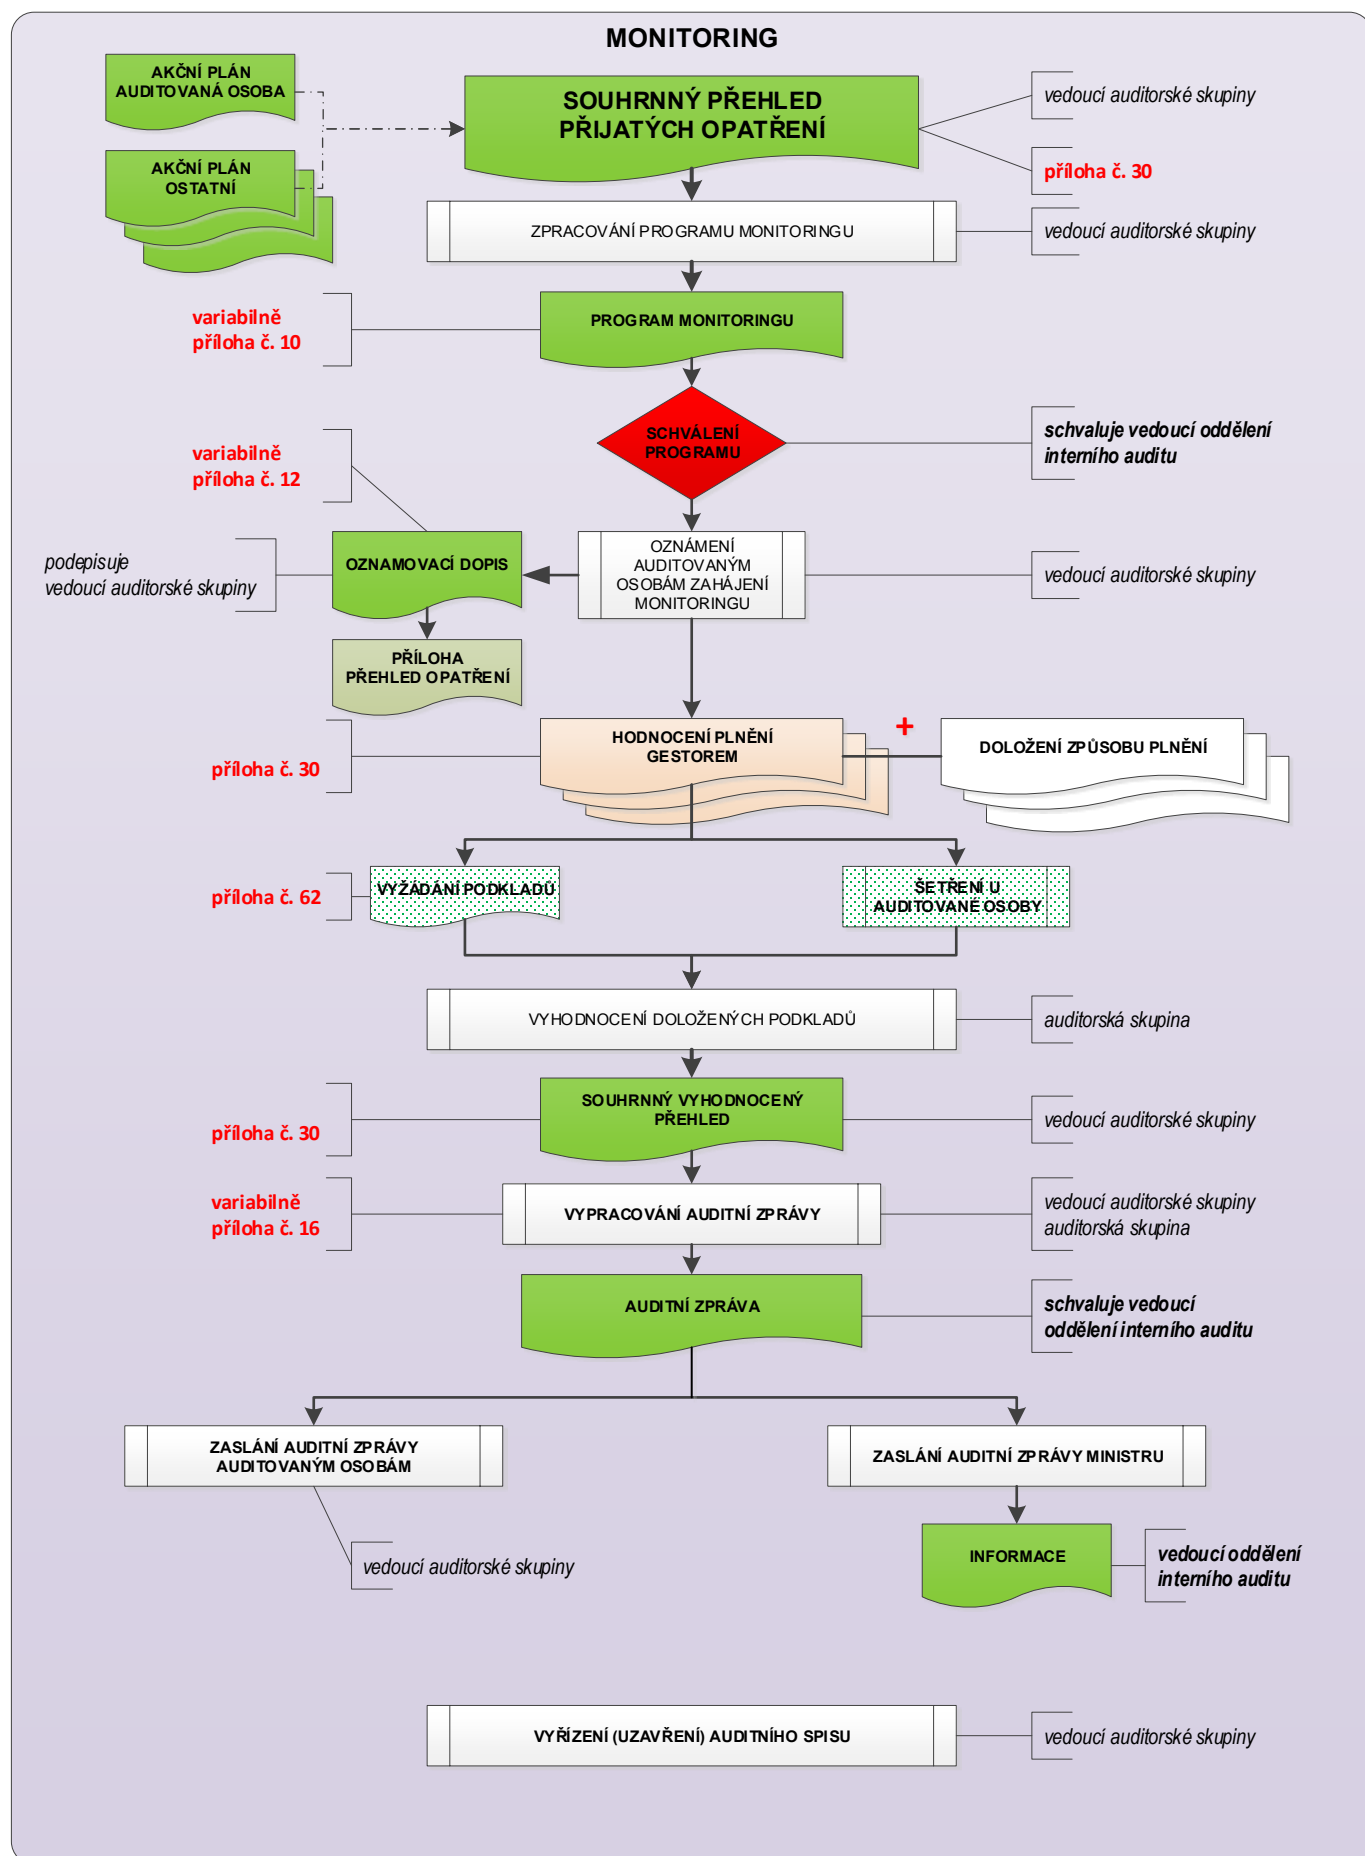 MONITORING
AKČNÍ PLÁN
AUDITOVANÁ OSOBA
SOUHRNNÝ PŘEHLED
PŘIJATÝCH OPATŘENÍ
vedoucí auditorské skupiny
příloha č. 30
AKČNÍ PLÁN
OSTATNÍ
ZPRACOVÁNÍ PROGRAMU MONITORINGU
vedoucí auditorské skupiny
variabilně
příloha č. 10
PROGRAM MONITORINGU
SCHVÁLENÍ
PROGRAMU
schvaluje vedoucí oddělení
interního auditu
variabilně
příloha č. 12
podepisuje
vedoucí auditorské skupiny
OZNAMOVACÍ DOPIS
OZNÁMENÍ
AUDITOVANÝM
OSOBÁM ZAHÁJENÍ
MONITORINGU
vedoucí auditorské skupiny
PŘÍLOHA
PŘEHLED OPATŘENÍ
příloha č. 30
HODNOCENÍ PLNĚNÍ
GESTOREM
+
DOLOŽENÍ ZPŮSOBU PLNĚNÍ
příloha č. 62
VYŽÁDÁNÍ PODKLADŮ
ŠETŘENÍ U
AUDITOVANÉ OSOBY
VYHODNOCENÍ DOLOŽENÝCH PODKLADŮ
auditorská skupina
příloha č. 30
SOUHRNNÝ VYHODNOCENÝ
PŘEHLED
vedoucí auditorské skupiny
variabilně
příloha č. 16
VYPRACOVÁNÍ AUDITNÍ ZPRÁVY
vedoucí auditorské skupiny
auditorská skupina
AUDITNÍ ZPRÁVA
schvaluje vedoucí
oddělení interního auditu
ZASLÁNÍ AUDITNÍ ZPRÁVY
AUDITOVANÝM OSOBÁM
ZASLÁNÍ AUDITNÍ ZPRÁVY MINISTRU
vedoucí auditorské skupiny
INFORMACE
vedoucí oddělení
interního auditu
VYŘÍZENÍ (UZAVŘENÍ) AUDITNÍHO SPISU
vedoucí auditorské skupiny